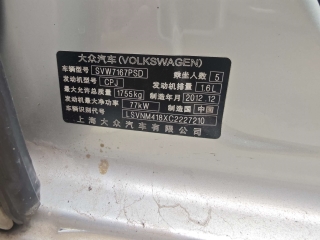 大众汽车(VOLKSWAGEN)
车辆型号 SVW7167PSD 乘坐人数 5
发动机型号 CPJ 发动机排量 1.6L
最大允许总质量 1755kg 制造年月 2012.12
发动机额定功率 77kW 制造国 中国
车辆识别代号 LSVNM418XC2227210
上海大众汽车有限公司